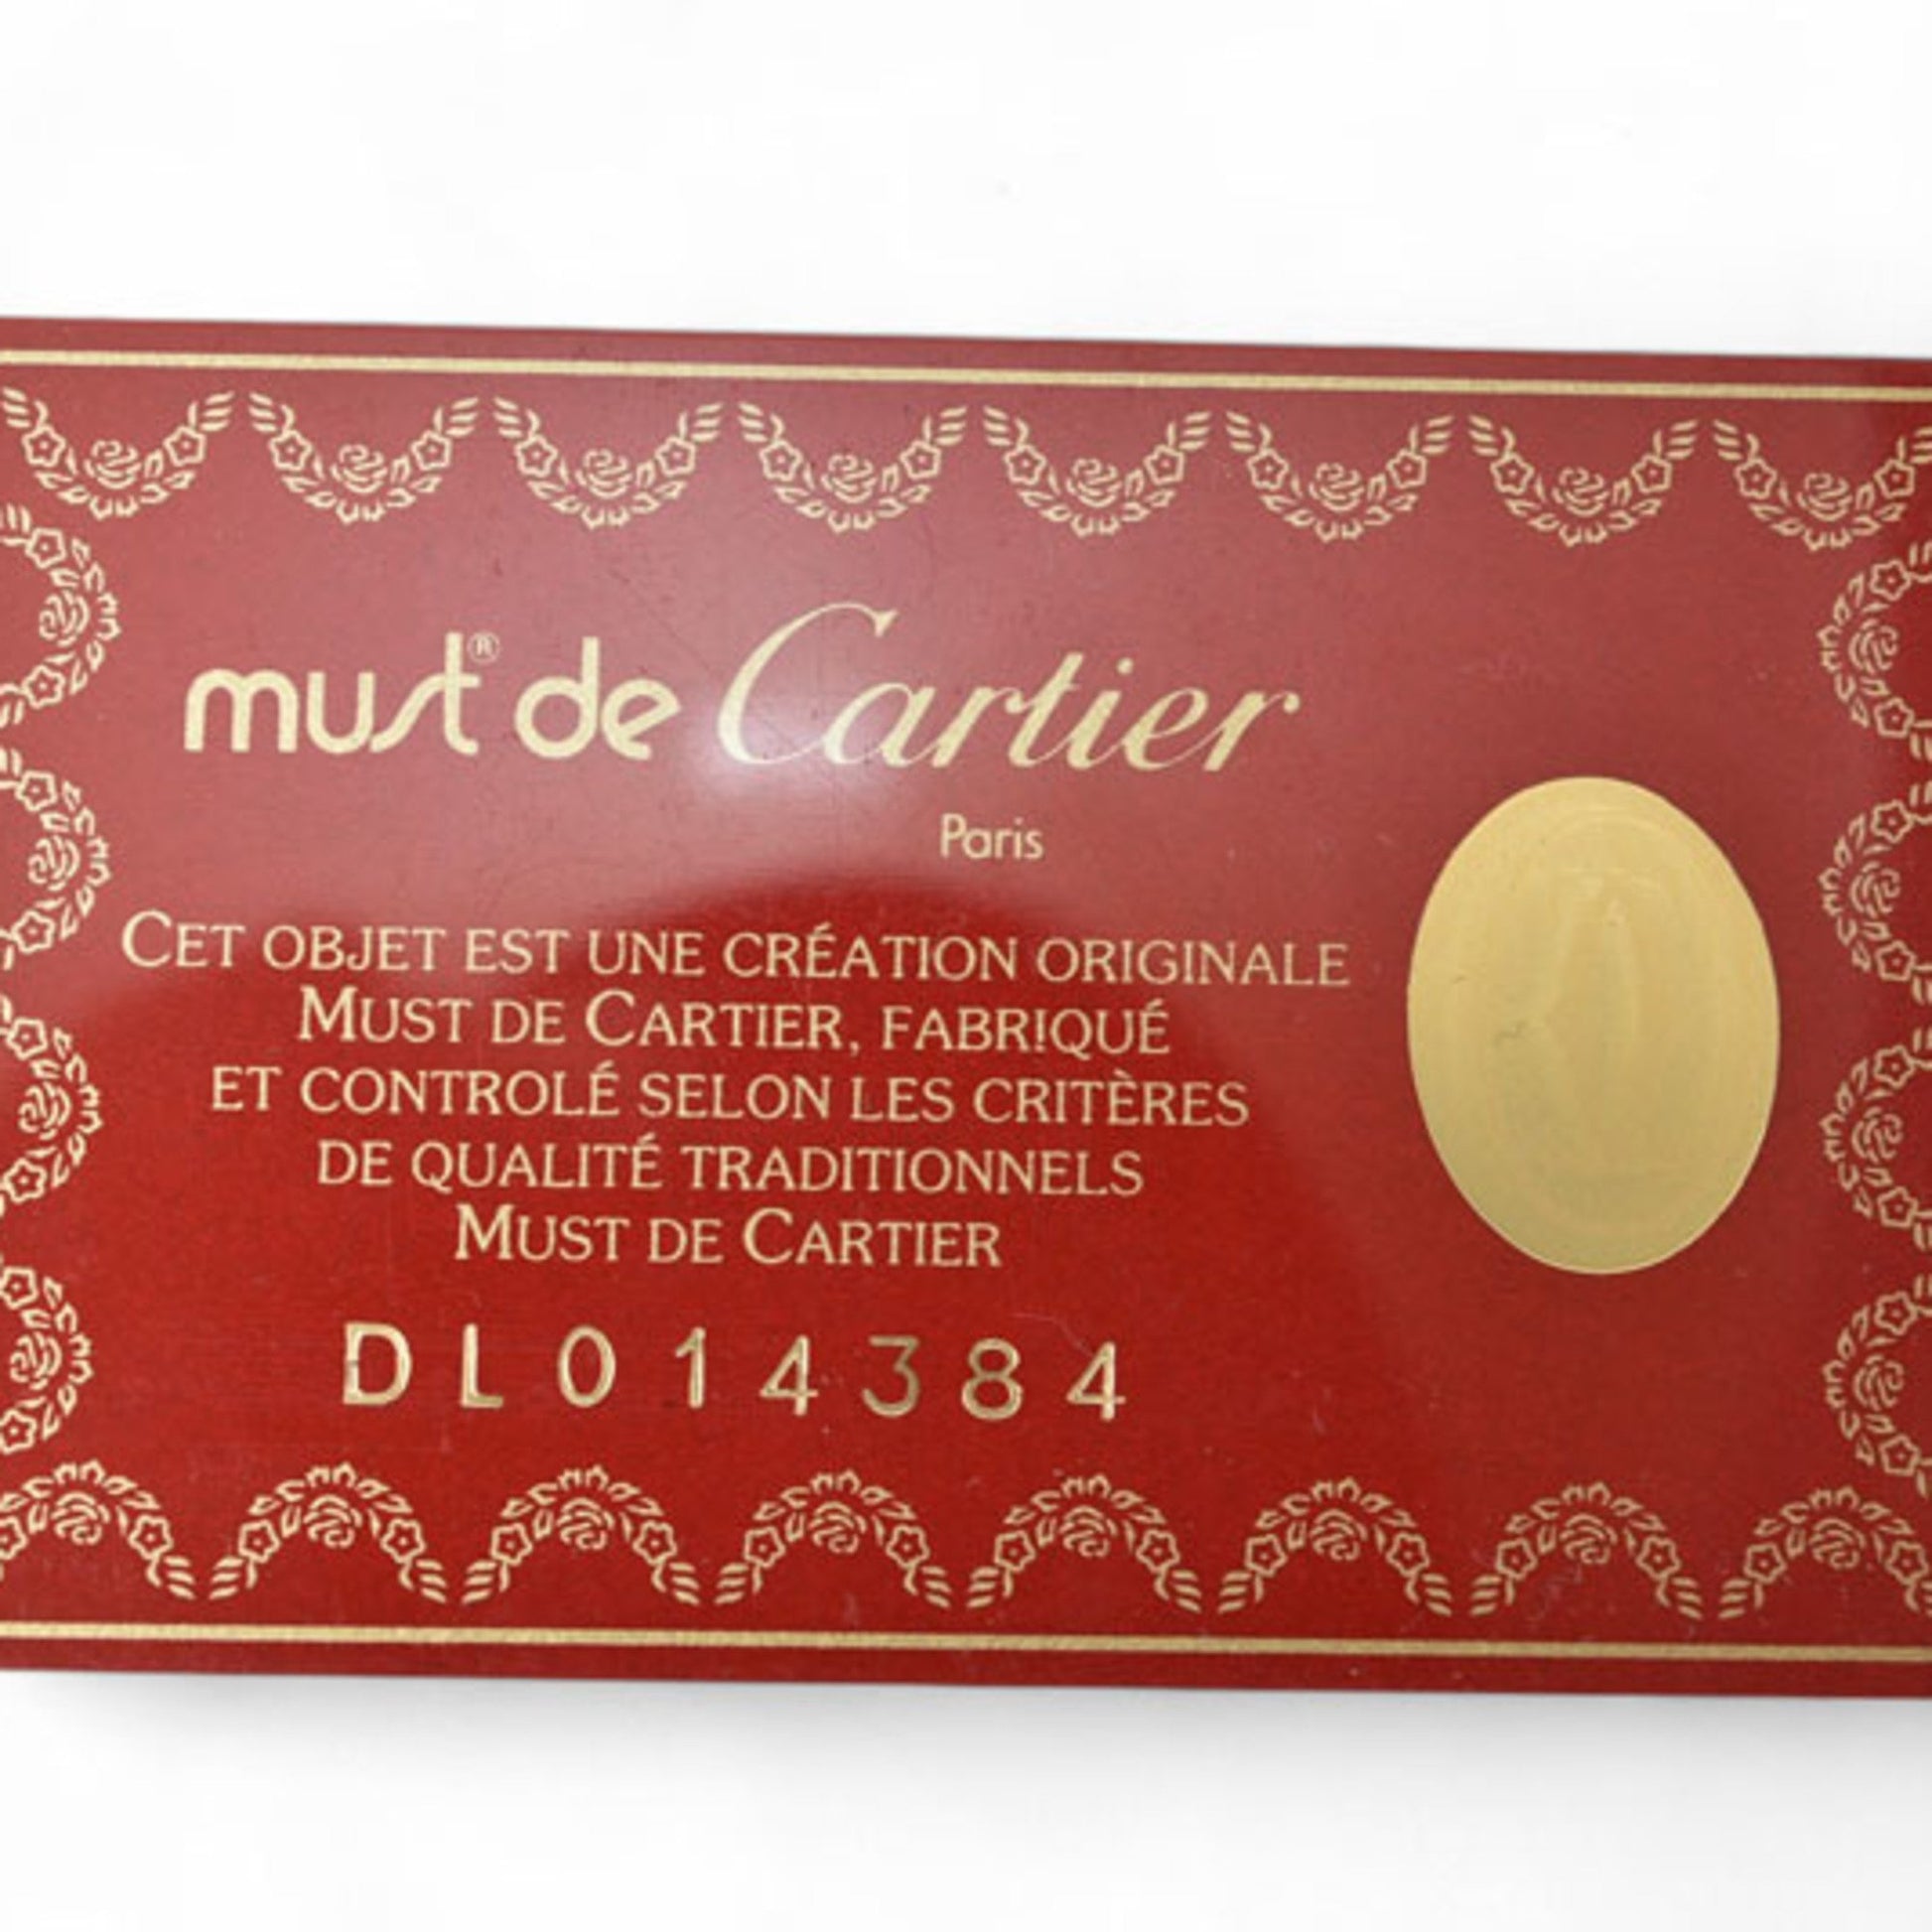 must® de Cartier
Paris
CET OBJET EST UNE CRÉATION ORIGINALE
MUST DE CARTIER, FABRIQUÉ
ET CONTROLÉ SELON LES CRITÈRES
DE QUALITÉ TRADITIONNELS
MUST DE CARTIER
DL014384